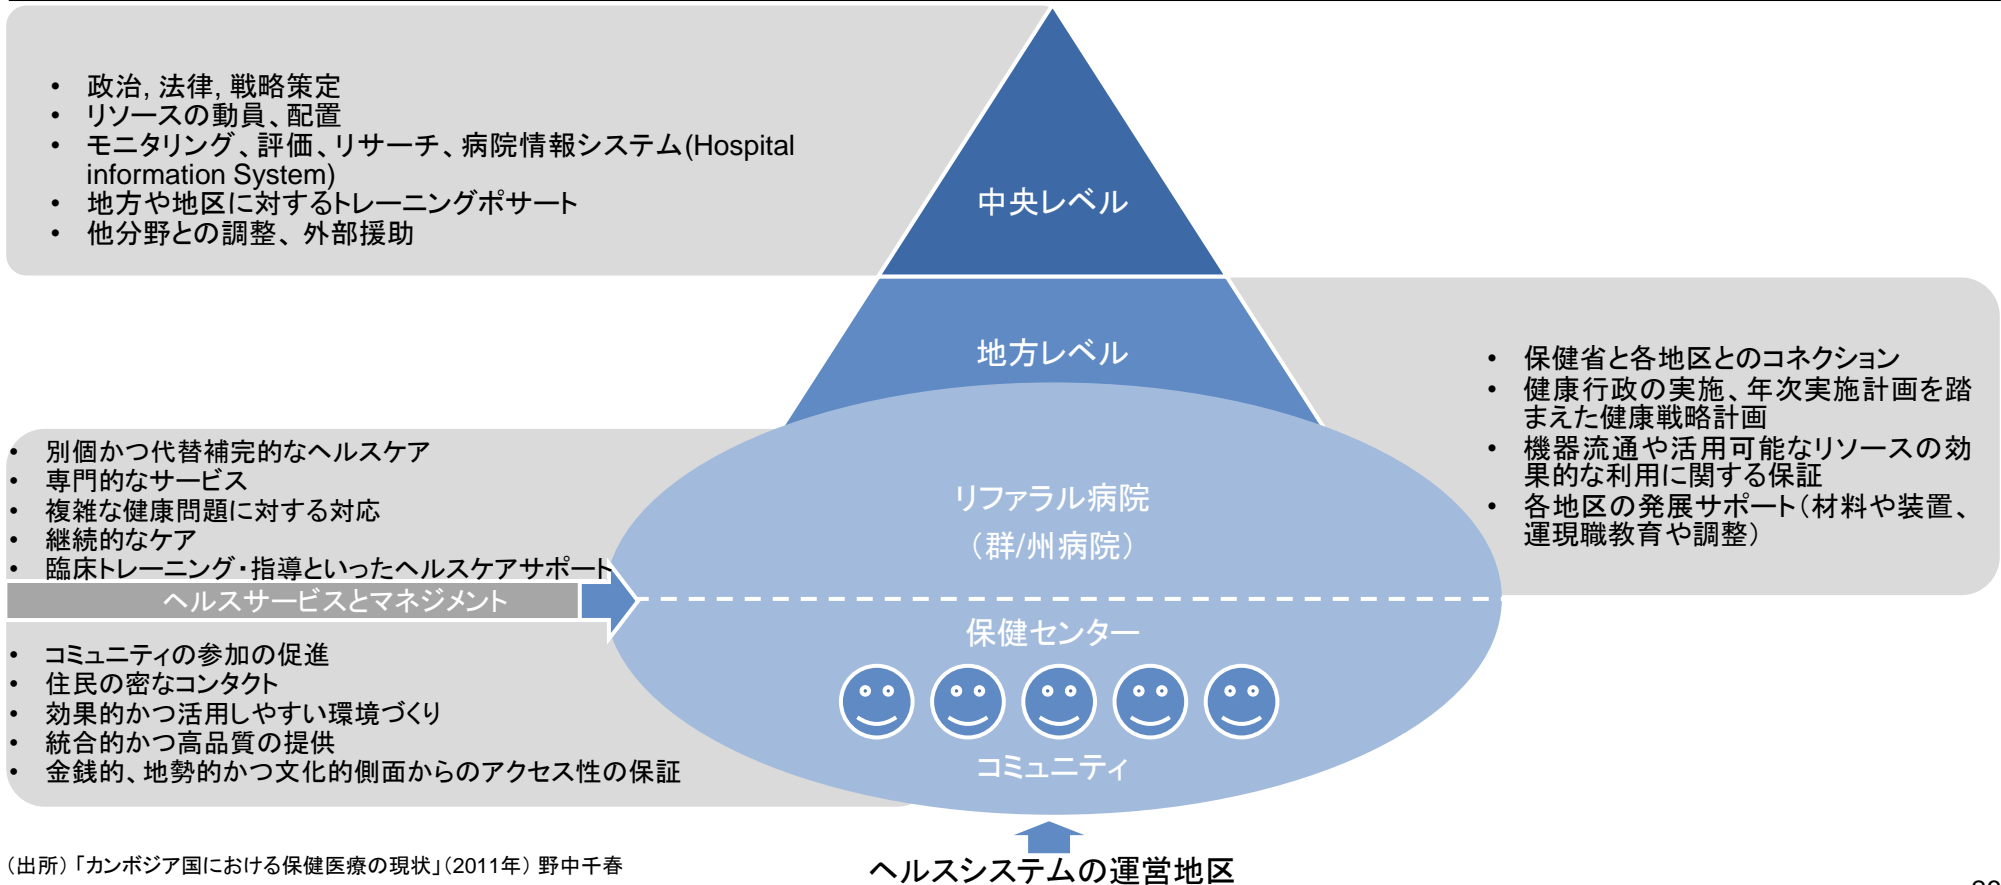 • 政治, 法律, 戦略策定
• リソースの動員、配置
• モニタリング、評価、リサーチ、病院情報システム(Hospital
information System)
• 地方や地区に対するトレーニングポサート
• 他分野との調整、外部援助
中央レベル
地方レベル
• 保健省と各地区とのコネクション
• 健康行政の実施、年次実施計画を踏
まえた健康戦略計画
• 機器流通や活用可能なリソースの効
果的な利用に関する保証
• 各地区の発展サポート(材料や装置、
運現職教育や調整)
• 別個かつ代替補完的なヘルスケア
• 専門的なサービス
• 複雑な健康問題に対する対応
• 継続的なケア
• 臨床トレーニング・指導といったヘルスケアサポート
リファラル病院
(群/州病院)
ヘルスサービスとマネジメント
保健センター
• コミュニティの参加の促進
• 住民の密なコンタクト
• 効果的かつ活用しやすい環境づくり
• 統合的かつ高品質の提供
• 金銭的、地勢的かつ文化的側面からのアクセス性の保証
コミュニティ
ヘルスシステムの運営地区
(出所)「カンボジア国における保健医療の現状」(2011年) 野中千春